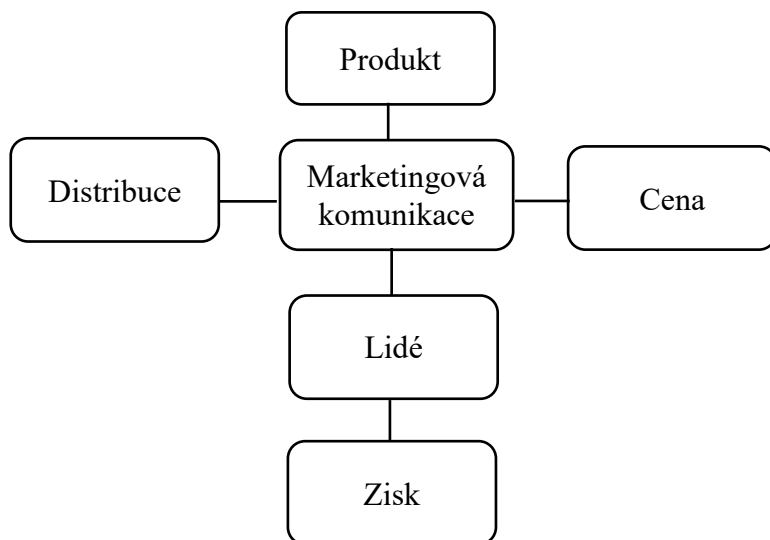 Produkt
Distribuce
Marketingová
komunikace
Cena
Lidé
Zisk